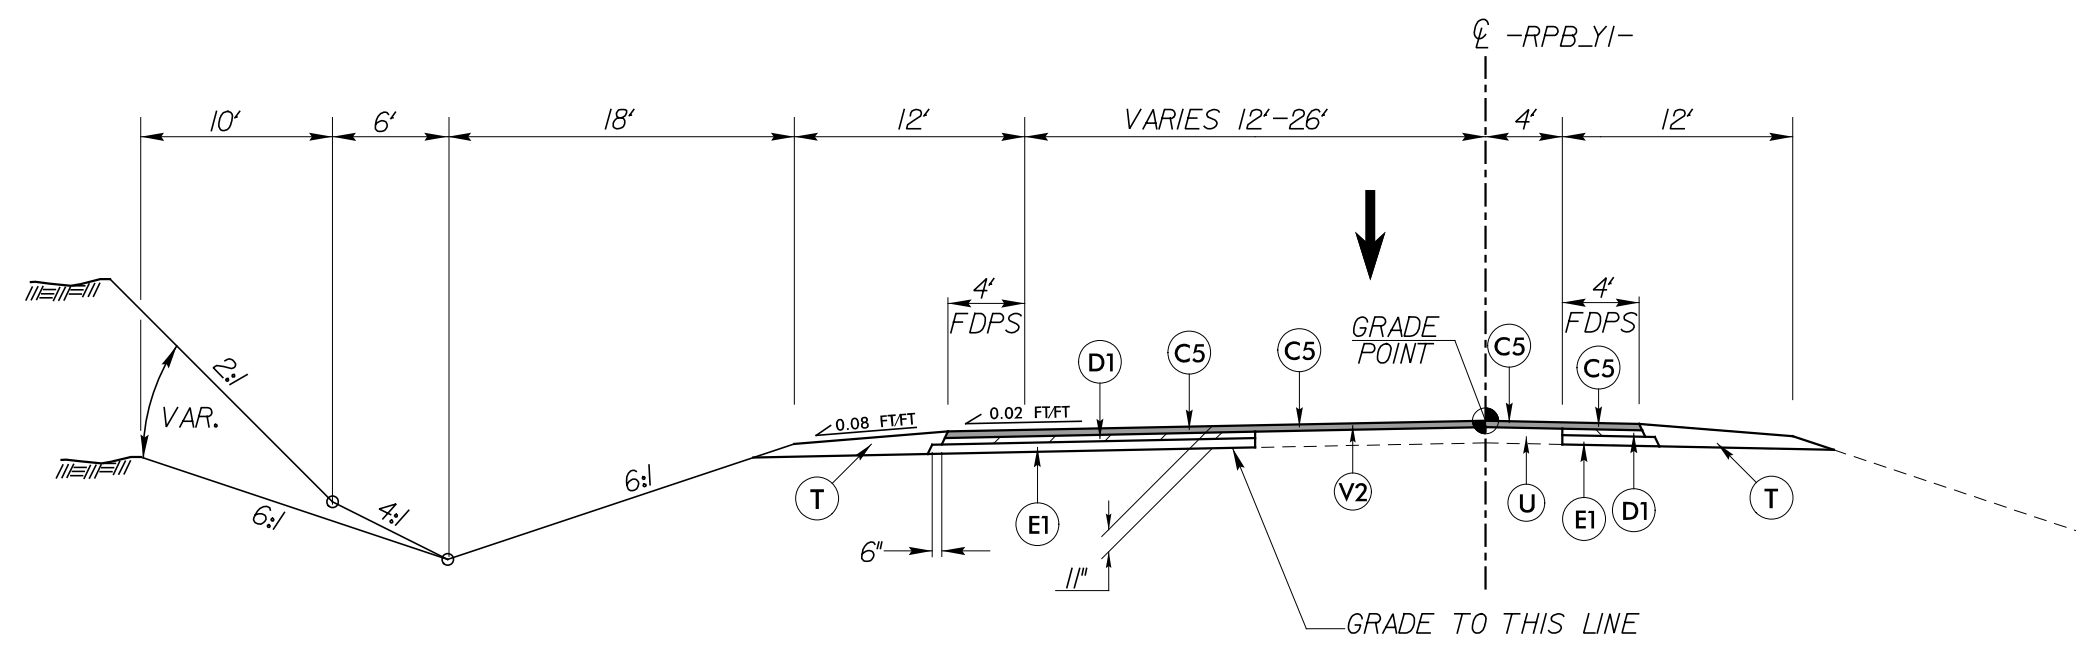 ℄ -RPB_Y1-
10' 6' 18' 12' VARIES 12'-26' 4' 12'
4' FDPS
4' FDPS
GRADE
POINT
D1 C5 C5 C5 C5
2:1
VAR.
0.08 FT/FT 0.02 FT/FT
6:1 4:1 6:1
T E1 V2 U E1 D1 T
6" 11"
GRADE TO THIS LINE